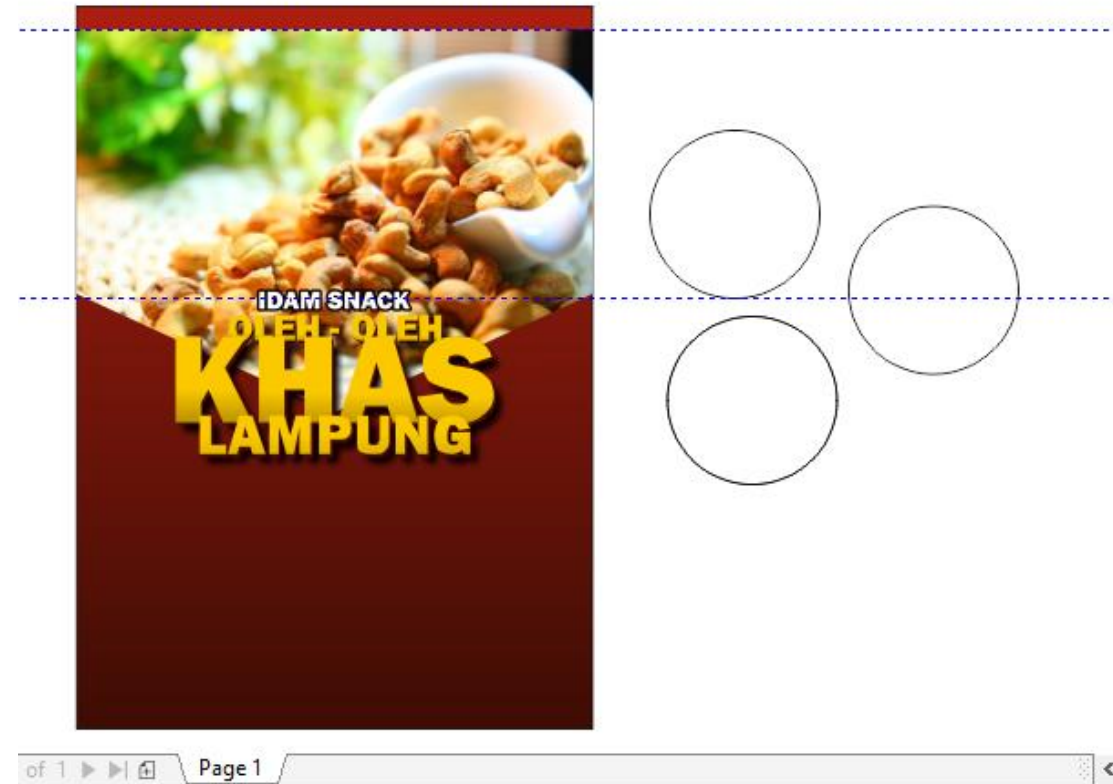 iDAM SNACK
OLEH - OLEH
KHAS
LAMPUNG
of 1 Page 1